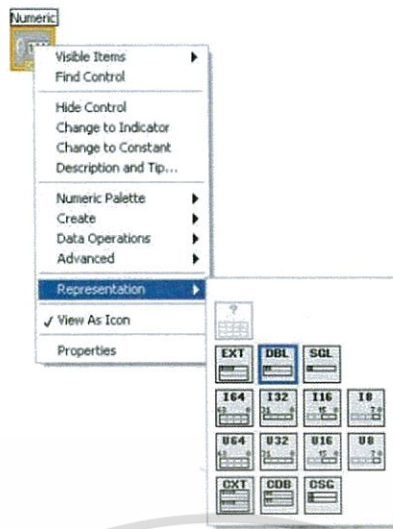 Numeric
Visible Items
Find Control
Hide Control
Change to Indicator
Change to Constant
Description and Tip...
Numeric Palette
Create
Data Operations
Advanced
Representation
✓ View As Icon
Properties
?
EXT DBL SGL
I64 I32 I16 I8
U64 U32 U16 U8
CXT CDB CSG